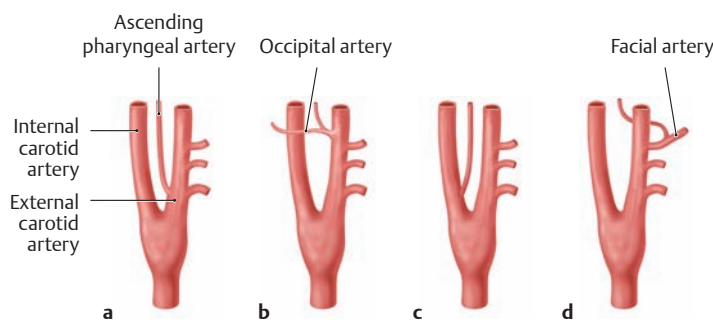 Ascending
pharyngeal artery
Occipital artery
Facial artery
Internal
carotid
artery
External
carotid
artery
a
b
c
d